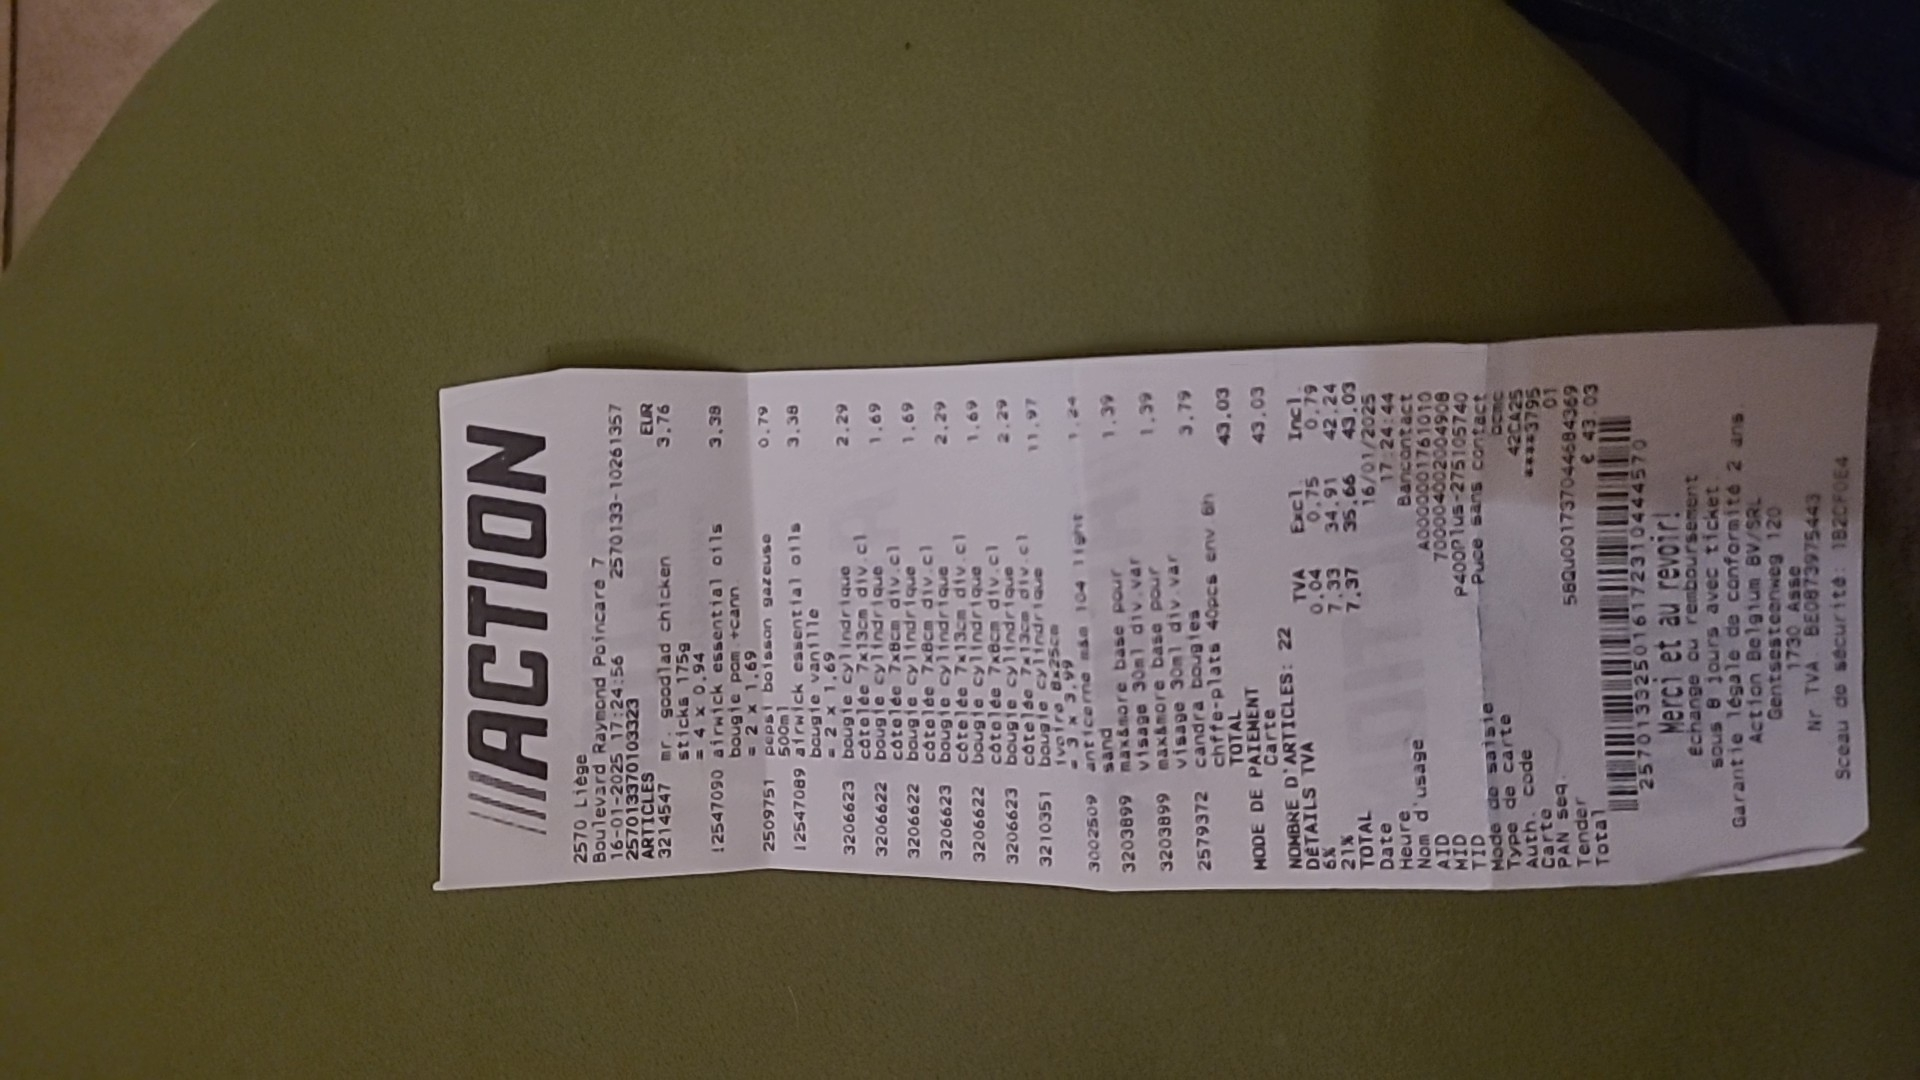 ACTION
2570 Liège
Boulevard Raymond Poincare 7
16-01-2025 17:24:56 2570133-10261357
257013370103323
ARTICLES EUR
3214547 mr. goodlad chicken 3.76
sticks 175g
= 4 x 0.94
12547090 airwick essential oils 3.38
bougie pom +cann.
= 2 x 1.69
2509751 pepsi boisson gazeuse 0.79
500ml
12547089 airwick essential oils 3.38
bougie vanille
= 2 x 1.69
3206623 bougie cylindrique 2.29
côtelée 7x13cm div.cl
3206622 bougie cylindrique 1.69
côtelée 7x8cm div.cl
3206622 bougie cylindrique 1.69
côtelée 7x8cm div.cl
3206623 bougie cylindrique 2.29
côtelée 7x13cm div.cl
3206622 bougie cylindrique 1.69
côtelée 7x8cm div.cl
3206623 bougie cylindrique 2.29
côtelée 7x13cm div.cl
3210351 bougie cylindrique 11.97
ivoire 8x25cm
= 3 x 3.99
3002509 anticerne m&m 104 light 1.24
sand
3203899 max&more base pour 1.39
visage 30ml div.var
3203899 max&more base pour 1.39
visage 30ml div.var
2579372 candra bougies 3.79
chffe-plats 40pcs env 6h
TOTAL 43.03
MODE DE PAIEMENT
Carte 43.03
NOMBRE D'ARTICLES: 22
DÉTAILS TVA TVA Excl. Incl.
6% 0.04 0.75 0.79
21% 7.33 34.91 42.24
TOTAL 7.37 35.66 43.03
Date 16/01/2025
Heure 17:24:44
Nom d'usage Bancontact
AID A0000001761010
MID 70000400200 4908
TID P400Plus-275105740
Mode de saisie Puce sans contact
Type de carte DCMC
Auth. code 42CA25
Carte ****3795
PAN seq. 01
Tender 58QU001737044684369
Total € 43.03
2570133250161723104 44570
Merci et au revoir!
Échange ou remboursement
sous 8 jours avec ticket.
Garantie légale de conformité 2 ans.
Action Belgium BV/SRL
Gentsesteenweg 120
1730 Asse
Nr TVA. BE0873975443
Sceau de sécurité: 1B2CF0E4